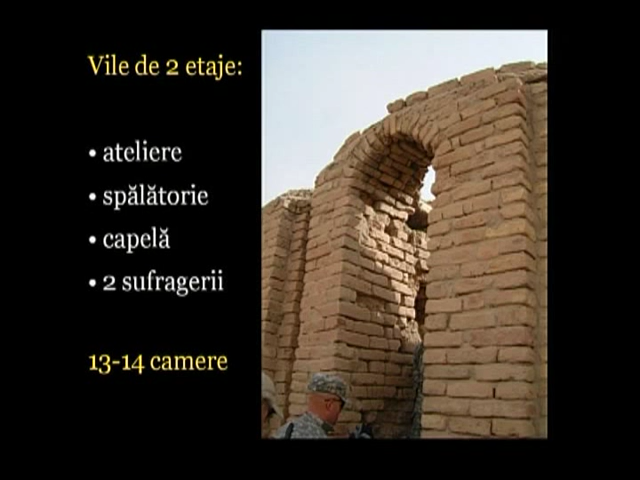 Vile de 2 etaje:
• ateliere
• spălătorie
• capelă
• 2 sufragerii
13-14 camere